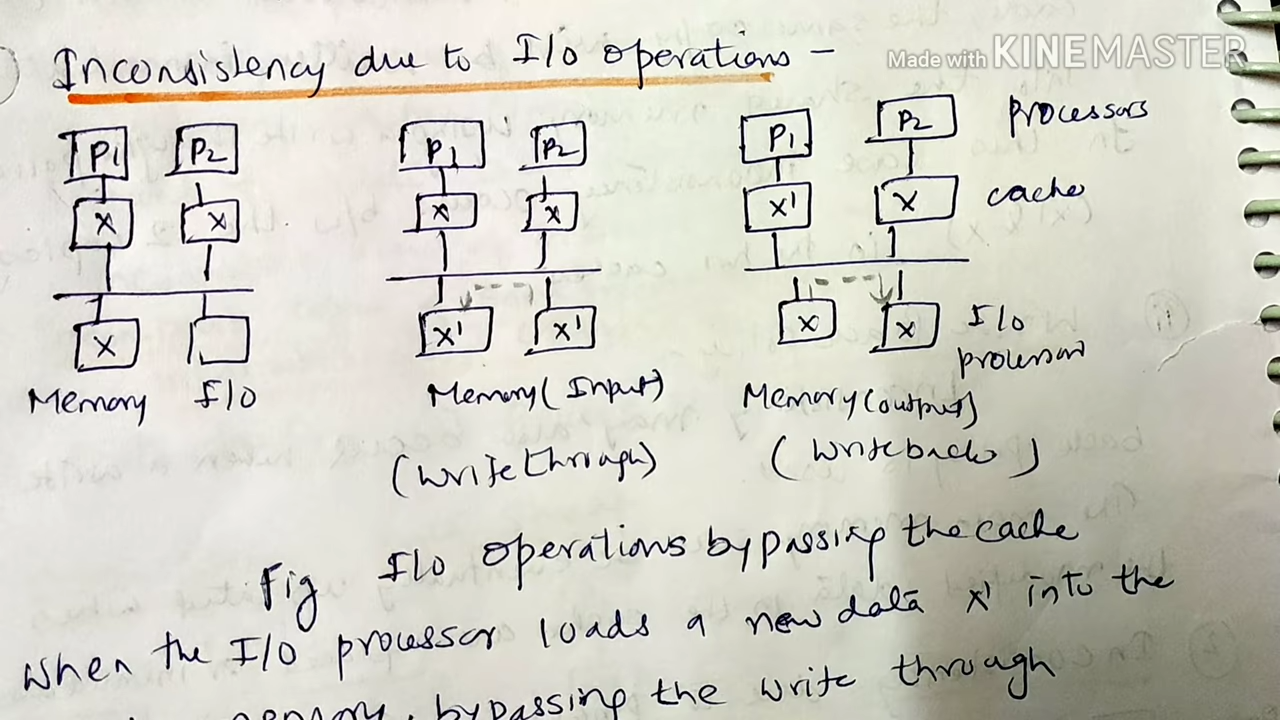 Inconsistency due to I/O operations –
Made with KINEMASTER
P1 P2 P1 P2 P1 P2 processors
X X X X X' X cache
X X' X' X X I/O
processor
Memory I/O Memory (Input) Memory (output)
(write through) (write back)
Fig I/O operations bypassing the cache
when the I/O processor loads a new data X' into the
memory, bypassing the write through